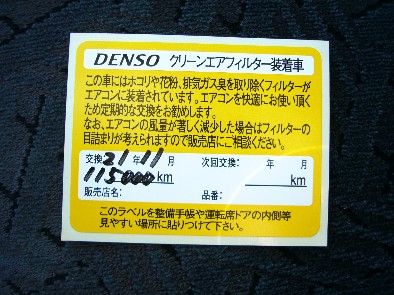 DENSO グリーンエアフィルター装着車
この車にはホコリや花粉、排気ガス臭を取り除くフィルターが
エアコンに装着されています。エアコンを快適にお使い頂く
ため定期的な交換をお勧めします。
なお、エアコンの風量が著しく減少した場合はフィルターの
目詰まりが考えられますので販売店にご相談ください。
交換 21年 11月 次回交換: 年 月
115000km km
販売店名: 品番:
このラベルを整備手帳や運転席ドアの内側等
見やすい場所に貼りつけて下さい。